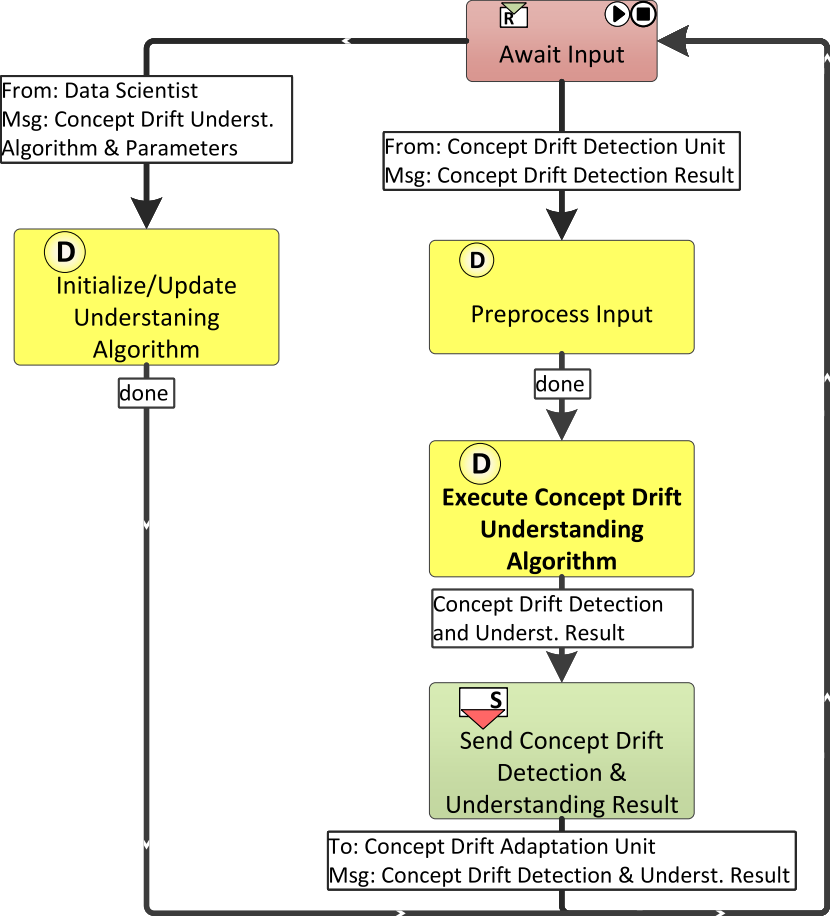 R
Await Input
From: Data Scientist
Msg: Concept Drift Underst.
Algorithm & Parameters
From: Concept Drift Detection Unit
Msg: Concept Drift Detection Result
D
Initialize/Update
Understaning
Algorithm
done
D
Preprocess Input
done
D
Execute Concept Drift
Understanding
Algorithm
Concept Drift Detection
and Underst. Result
S
Send Concept Drift
Detection &
Understanding Result
To: Concept Drift Adaptation Unit
Msg: Concept Drift Detection & Underst. Result